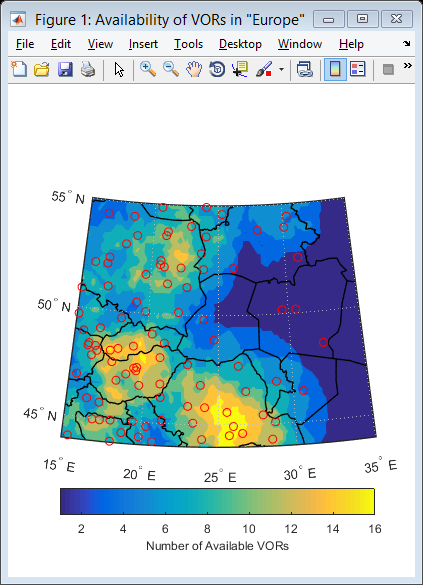 Figure 1: Availability of VORs in "Europe"
File Edit View Insert Tools Desktop Window Help
55° N
50° N
45° N
15° E
20° E
25° E
30° E
35° E
2 4 6 8 10 12 14 16
Number of Available VORs